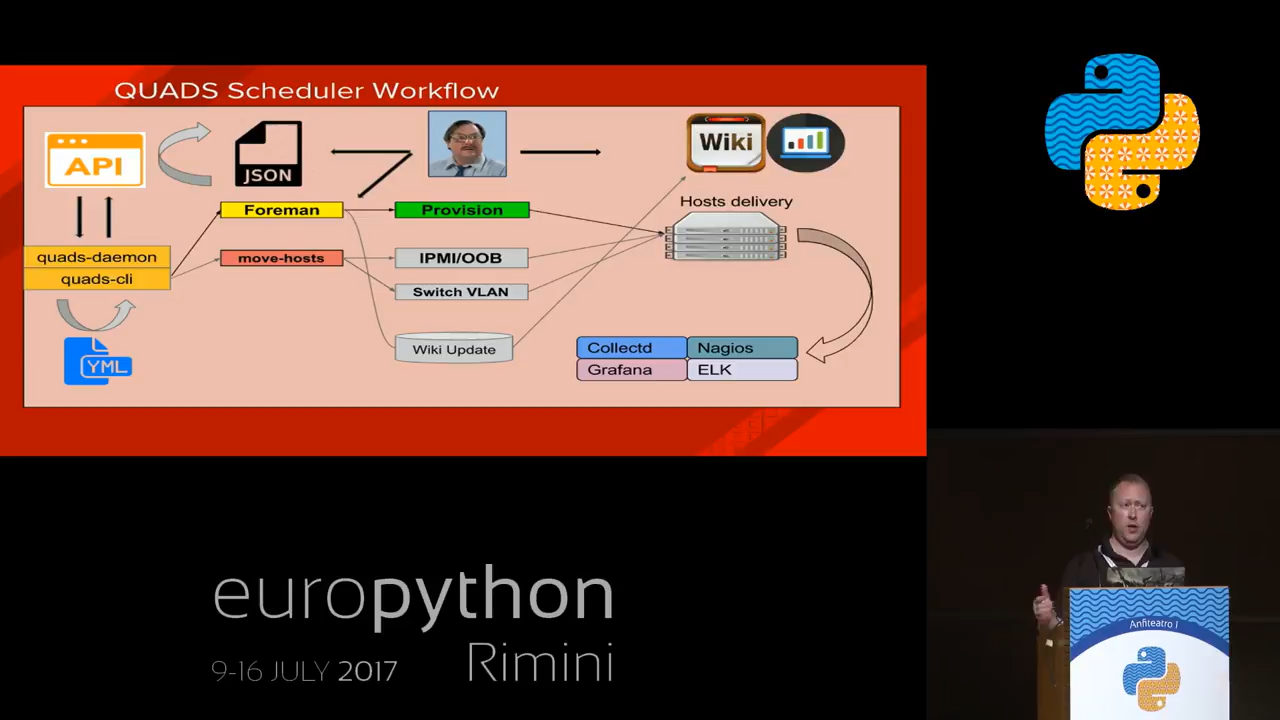 QUADS Scheduler Workflow
API
JSON
Wiki
Hosts delivery
Foreman
Provision
quads-daemon
quads-cli
move-hosts
IPMI/OOB
Switch VLAN
YML
Wiki Update
Collectd
Nagios
Grafana
ELK
europython
Rimini
9-16 JULY 2017
Anfiteatro I